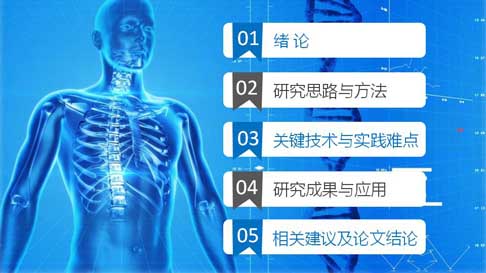 01 绪 论
02 研究思路与方法
03 关键技术与实践难点
04 研究成果与应用
05 相关建议及论文结论